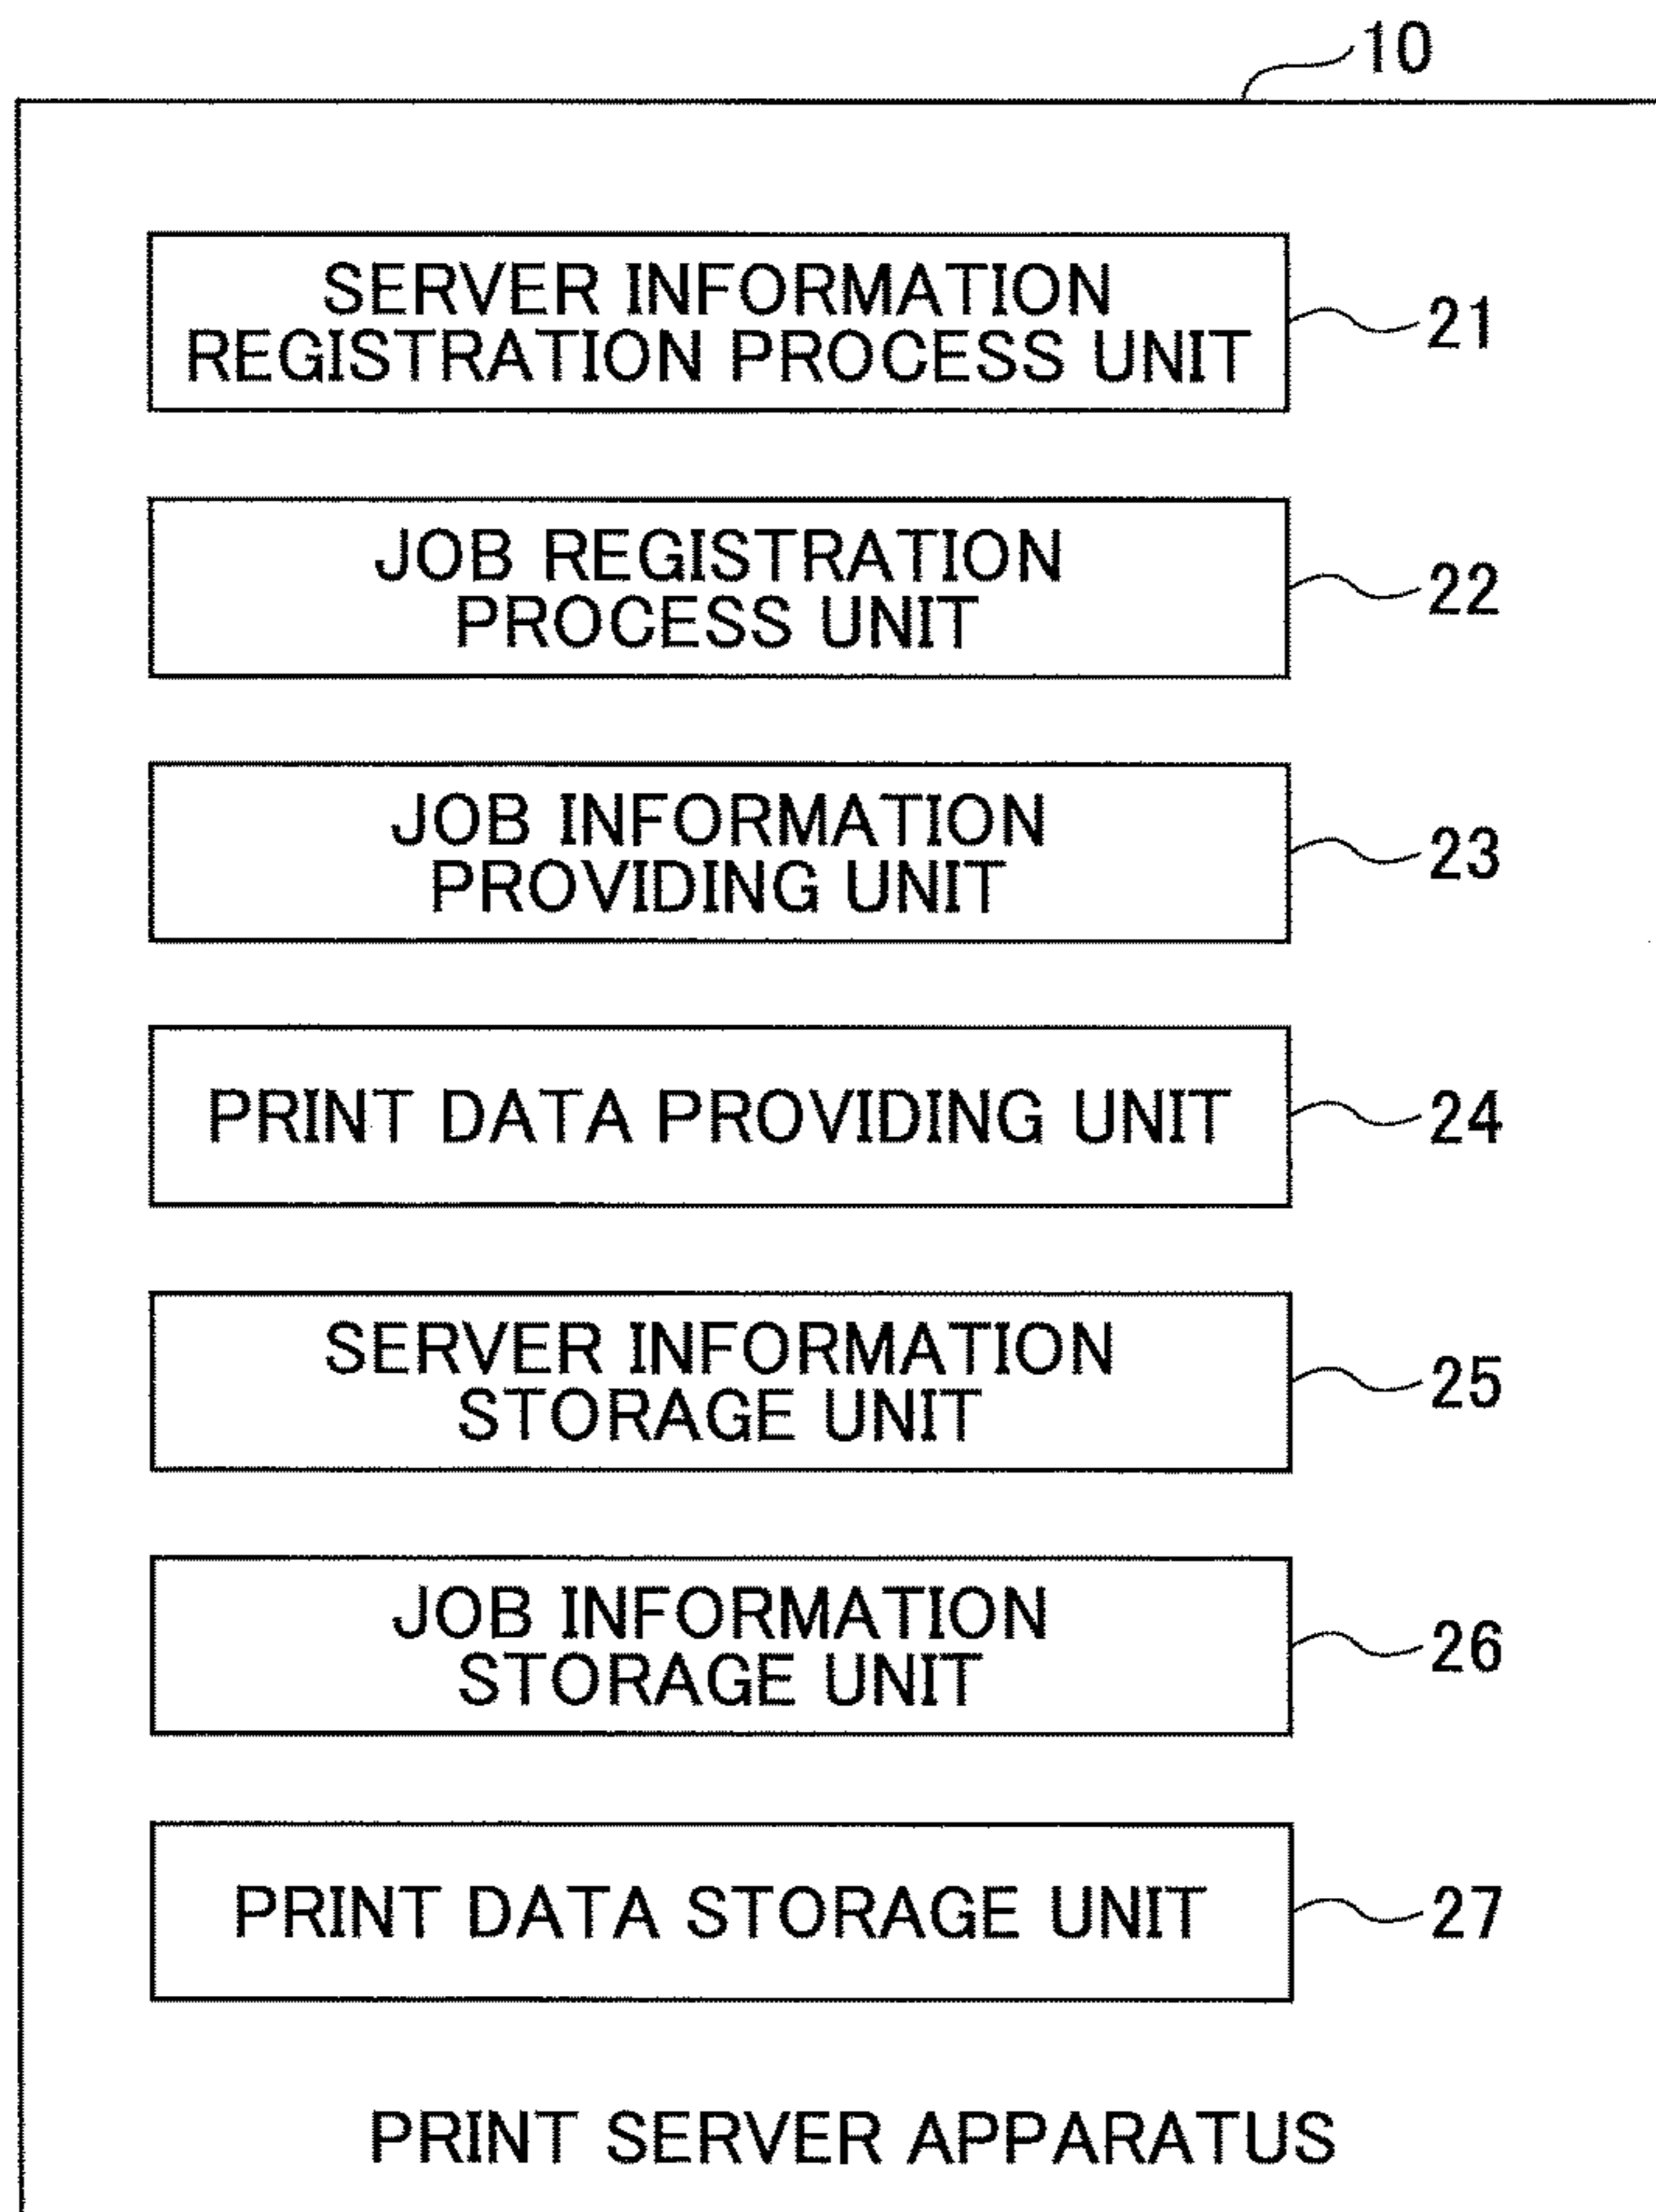 10
SERVER INFORMATION
REGISTRATION PROCESS UNIT
21
JOB REGISTRATION
PROCESS UNIT
22
JOB INFORMATION
PROVIDING UNIT
23
PRINT DATA PROVIDING UNIT
24
SERVER INFORMATION
STORAGE UNIT
25
JOB INFORMATION
STORAGE UNIT
26
PRINT DATA STORAGE UNIT
27
PRINT SERVER APPARATUS